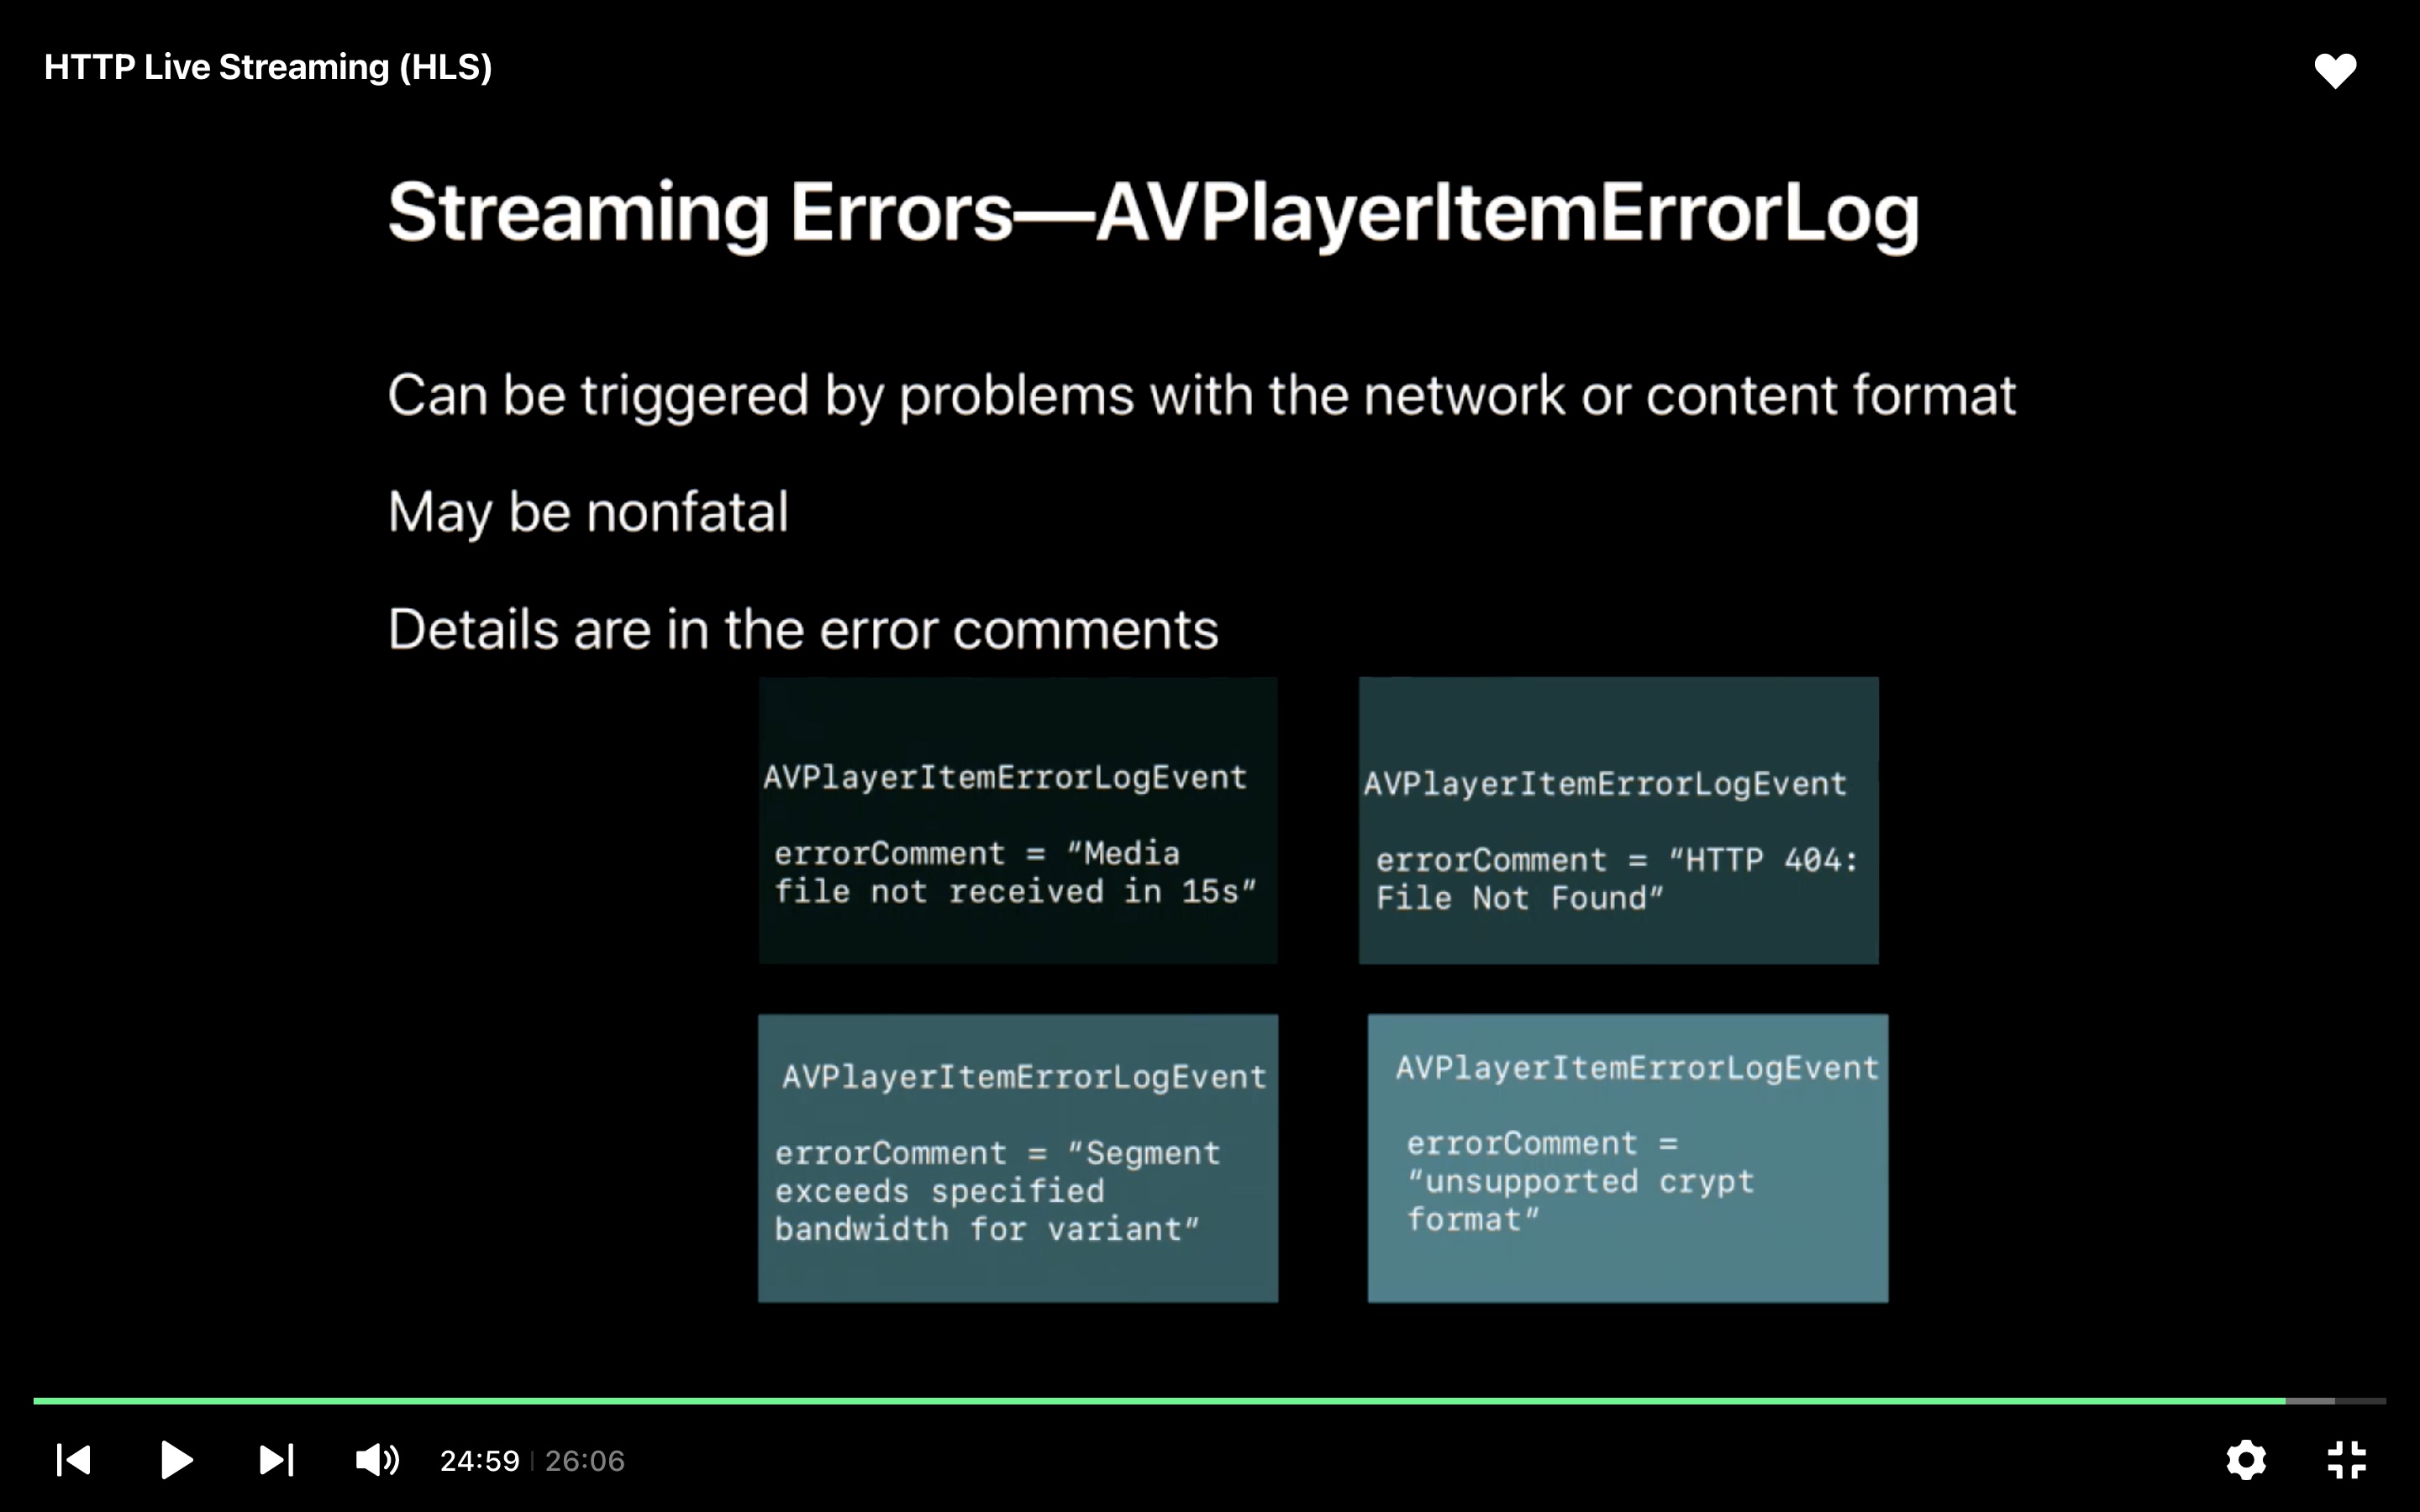 HTTP Live Streaming (HLS)
Streaming Errors—AVPlayerItemErrorLog
Can be triggered by problems with the network or content format
May be nonfatal
Details are in the error comments
AVPlayerItemErrorLogEvent
errorComment = “Media
file not received in 15s”
AVPlayerItemErrorLogEvent
errorComment = “HTTP 404:
File Not Found”
AVPlayerItemErrorLogEvent
errorComment = “Segment
exceeds specified
bandwidth for variant”
AVPlayerItemErrorLogEvent
errorComment =
“unsupported crypt
format”
24:59 | 26:06